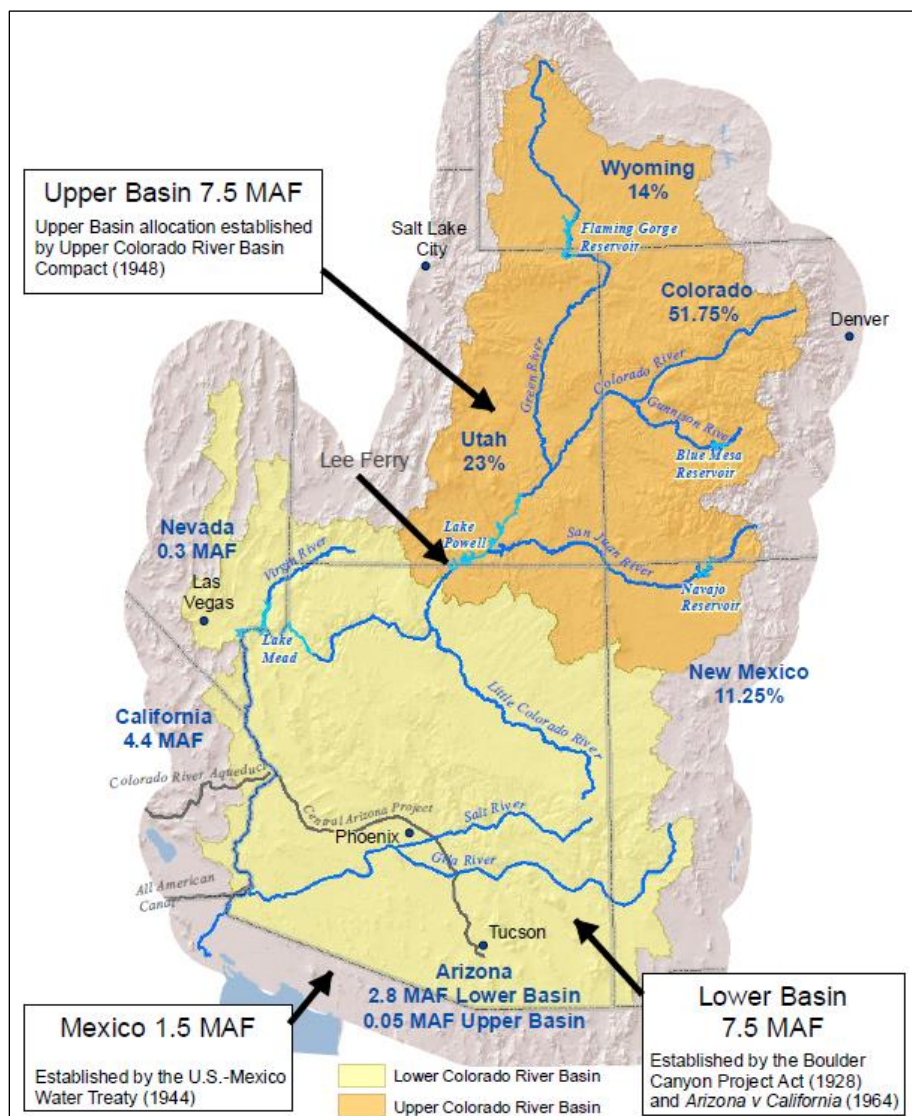 Wyoming
14%
Upper Basin 7.5 MAF
Upper Basin allocation established
by Upper Colorado River Basin
Compact (1948)
Salt Lake
City
Flaming Gorge
Reservoir
Colorado
51.75%
Denver
Green River
Colorado River
Gunnison River
Blue Mesa
Reservoir
Utah
23%
Lee Ferry
Nevada
0.3 MAF
Virgin River
Lake
Powell
San Juan River
Navajo
Reservoir
Las
Vegas
Lake
Mead
New Mexico
11.25%
Little Colorado River
California
4.4 MAF
Colorado River Aqueduct
Central Arizona Project
Salt River
Phoenix
Gila River
All American
Canal
Tucson
Arizona
2.8 MAF Lower Basin
0.05 MAF Upper Basin
Mexico 1.5 MAF
Established by the U.S.-Mexico
Water Treaty (1944)
Lower Basin
7.5 MAF
Established by the Boulder
Canyon Project Act (1928)
and Arizona v California (1964)
Lower Colorado River Basin
Upper Colorado River Basin